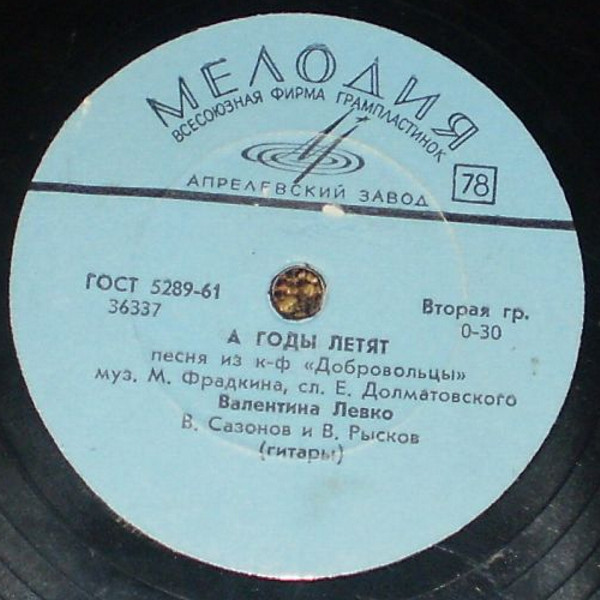 МЕЛОДИЯ
ВСЕСОЮЗНАЯ ФИРМА ГРАМПЛАСТИНОК
АПРЕЛЕВСКИЙ ЗАВОД
78
ГОСТ 5289-61
36337
Вторая гр.
0-30
А ГОДЫ ЛЕТЯТ
песня из к-ф «Добровольцы»
муз. М. Фрадкина, сл. Е. Долматовского
Валентина Левко
В. Сазонов и В. Рысков
(гитары)